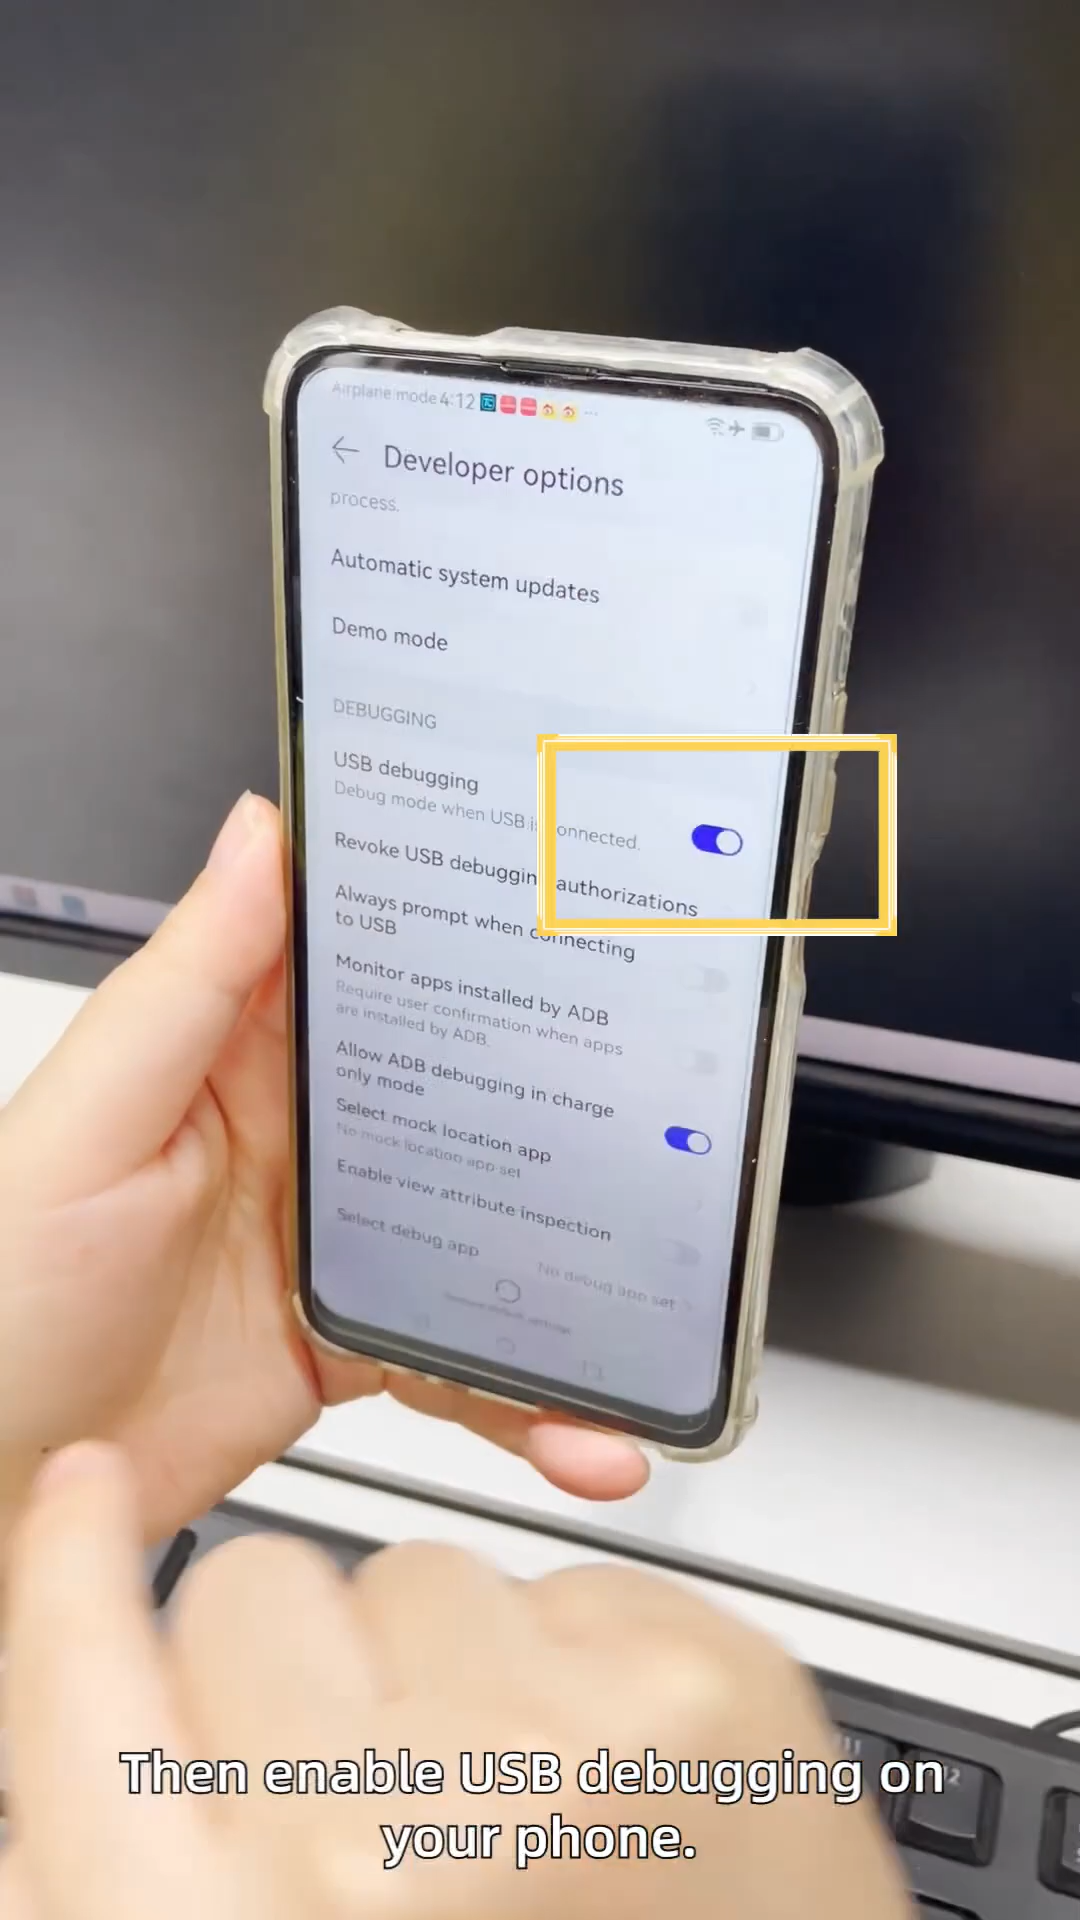 Airplane mode 4:12
Developer options
process.
Automatic system updates
Demo mode
DEBUGGING
USB debugging
Debug mode when USB is connected.
Revoke USB debugging authorizations
Always prompt when connecting
to USB
Monitor apps installed by ADB
Require user confirmation when apps
are installed by ADB.
Allow ADB debugging in charge
only mode
Select mock location app
No mock location app set
Enable view attribute inspection
Select debug app
No debug app set
Then enable USB debugging on
your phone.